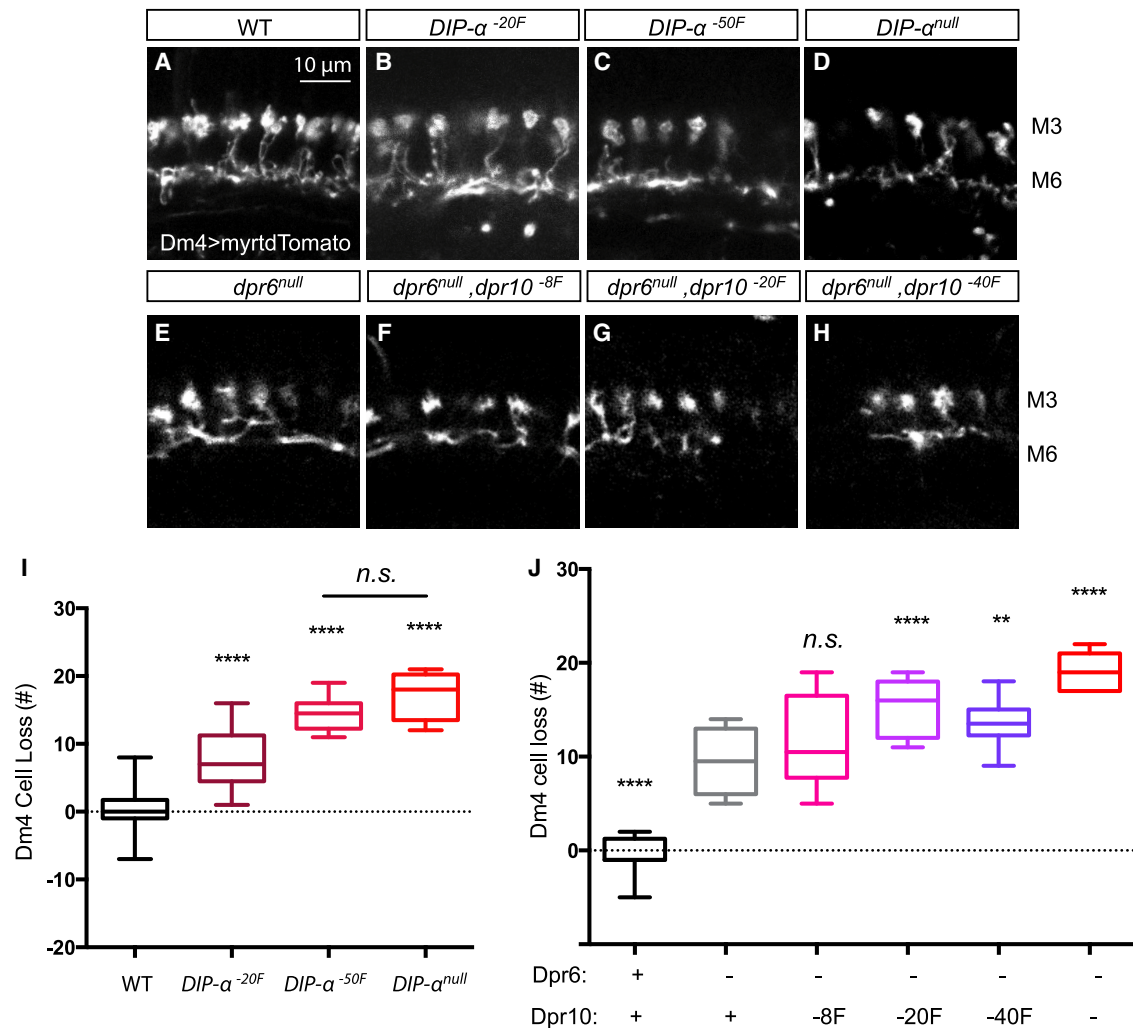 WT
DIP-α -20F
DIP-α -50F
DIP-α null
A
10 µm
Dm4>myrtdTomato
B
C
D
M3
M6
dpr6null
dpr6null ,dpr10 -8F
dpr6null ,dpr10 -20F
dpr6null ,dpr10 -40F
E
F
G
H
M3
M6
I
n.s.
**** **** ****
Dm4 Cell Loss (#)
30
20
10
0
-10
-20
WT DIP-α -20F DIP-α -50F DIP-α null
J
**** n.s. **** ** ****
Dm4 cell loss (#)
30
20
10
0
Dpr6: + - - - - -
Dpr10: + + -8F -20F -40F -